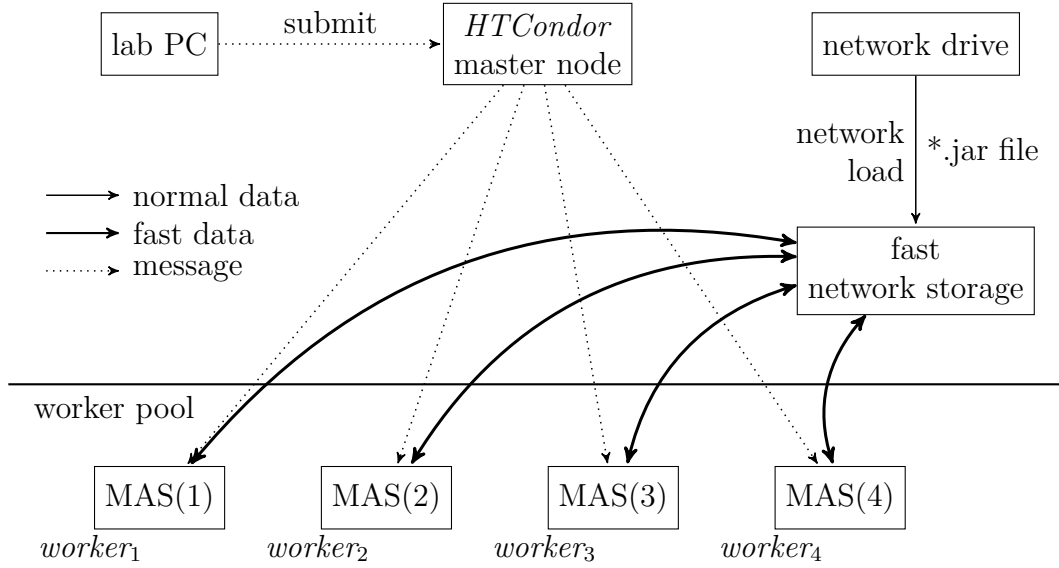 lab PC
submit
HTCondor
master node
network drive
network
load
*.jar file
normal data
fast data
message
fast
network storage
worker pool
MAS(1)
MAS(2)
MAS(3)
MAS(4)
worker₁
worker₂
worker₃
worker₄